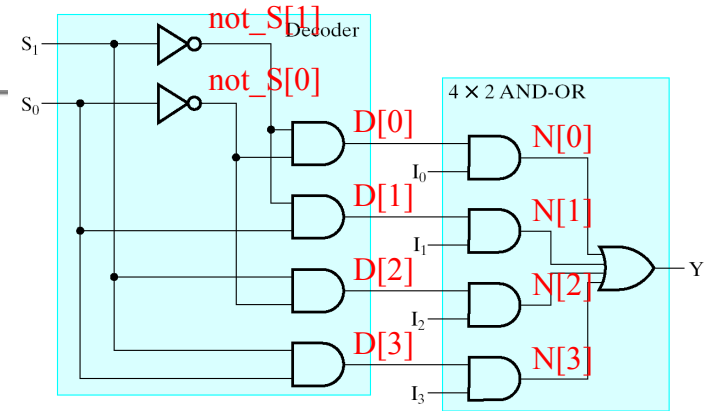 not_S[1]
Decoder
S₁
not_S[0]
S₀
4 × 2 AND-OR
D[0]
N[0]
I₀
D[1]
N[1]
I₁
Y
D[2]
N[2]
I₂
D[3]
N[3]
I₃